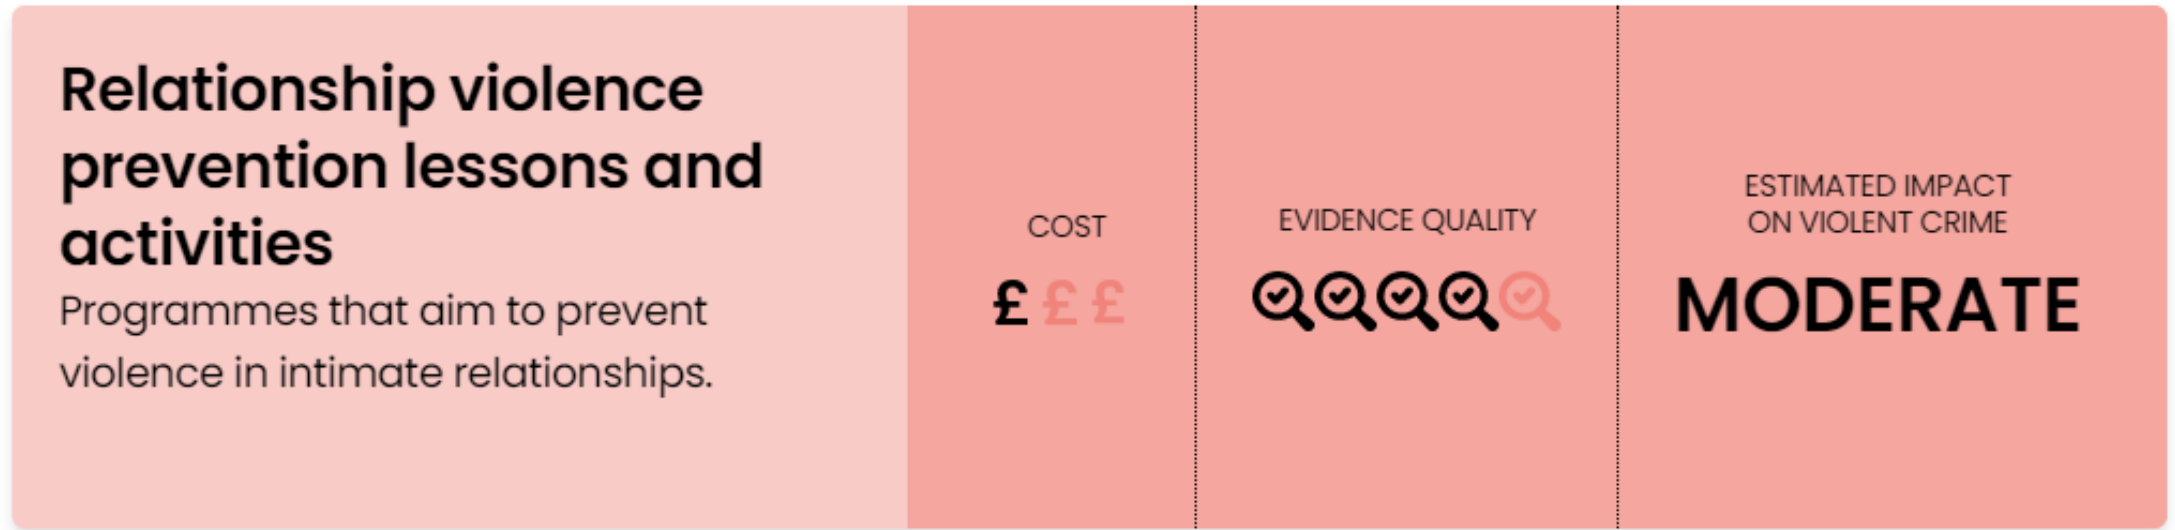 Relationship violence
prevention lessons and
activities
Programmes that aim to prevent
violence in intimate relationships.
COST
£ £ £
EVIDENCE QUALITY
ESTIMATED IMPACT
ON VIOLENT CRIME
MODERATE